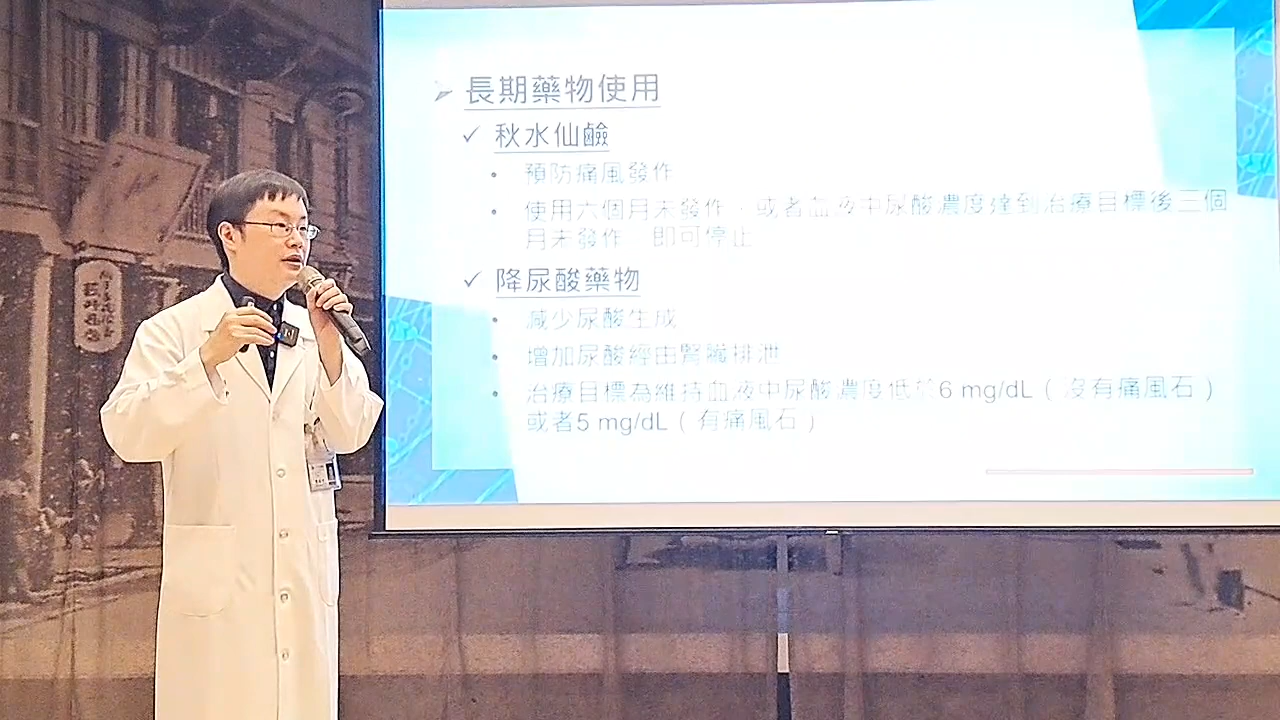 長期藥物使用
秋水仙鹼
預防痛風發作
使用六個月未發作，或者血液中尿酸濃度達到治療目標後三個
月未發作，即可停止
降尿酸藥物
減少尿酸生成
增加尿酸經由腎臟排泄
治療目標為維持血液中尿酸濃度低於6 mg/dL（沒有痛風石）
或者5 mg/dL（有痛風石）